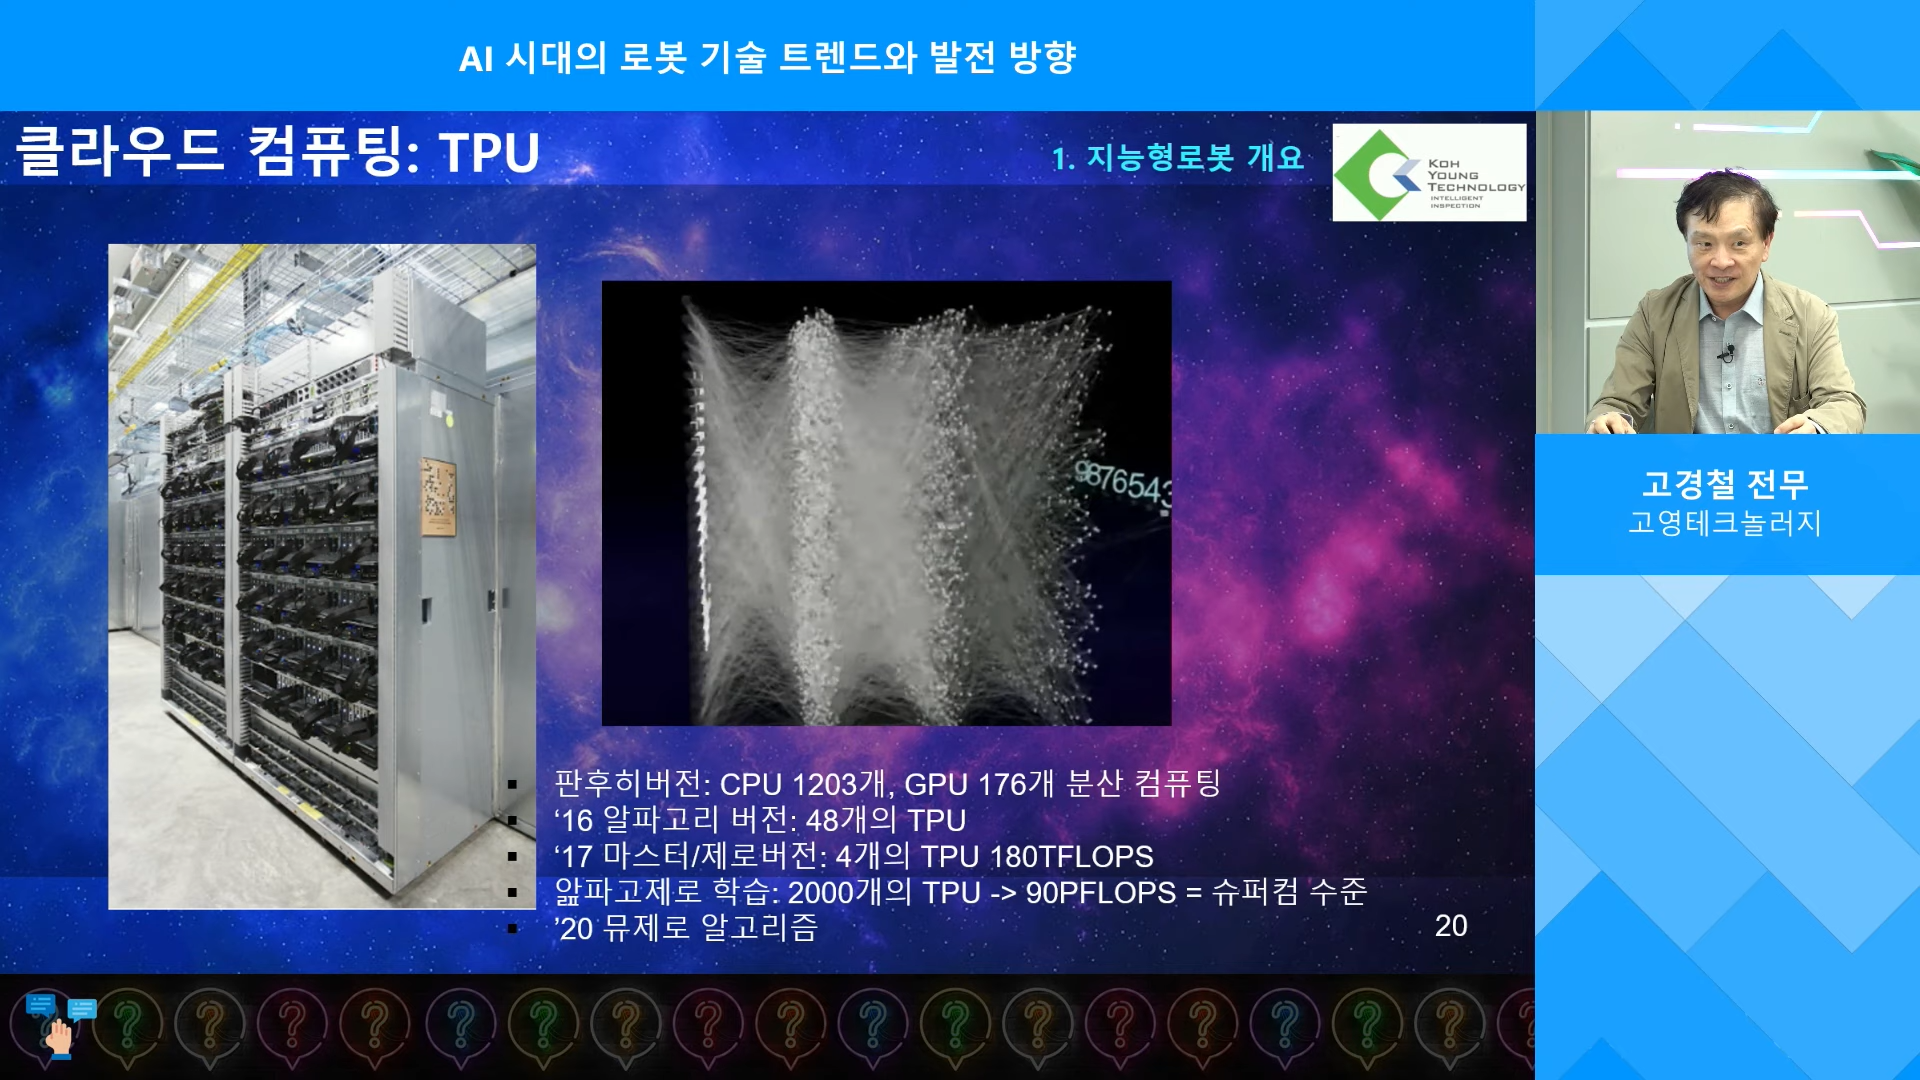 AI 시대의 로봇 기술 트렌드와 발전 방향
클라우드 컴퓨팅: TPU
1. 지능형로봇 개요
KOH
YOUNG
TECHNOLOGY
INTELLIGENT
INSPECTION
9876543
고경철 전무
고영테크놀러지
판후히버전: CPU 1203개, GPU 176개 분산 컴퓨팅
‘16 알파고리 버전: 48개의 TPU
‘17 마스터/제로버전: 4개의 TPU 180TFLOPS
앒파고제로 학습: 2000개의 TPU -> 90PFLOPS = 슈퍼컴 수준
’20 뮤제로 알고리즘
20